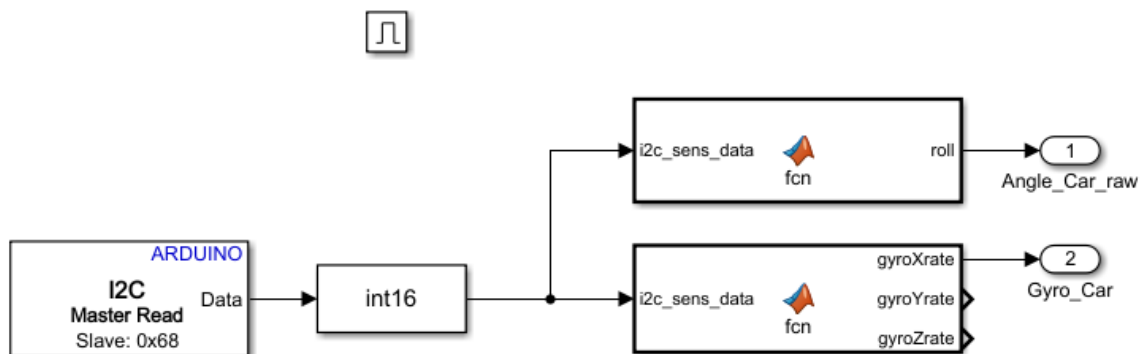 i2c_sens_data
fcn
roll
1
Angle_Car_raw
ARDUINO
I2C
Master Read
Slave: 0x68
Data
int16
i2c_sens_data
fcn
gyroXrate
gyroYrate
gyroZrate
2
Gyro_Car